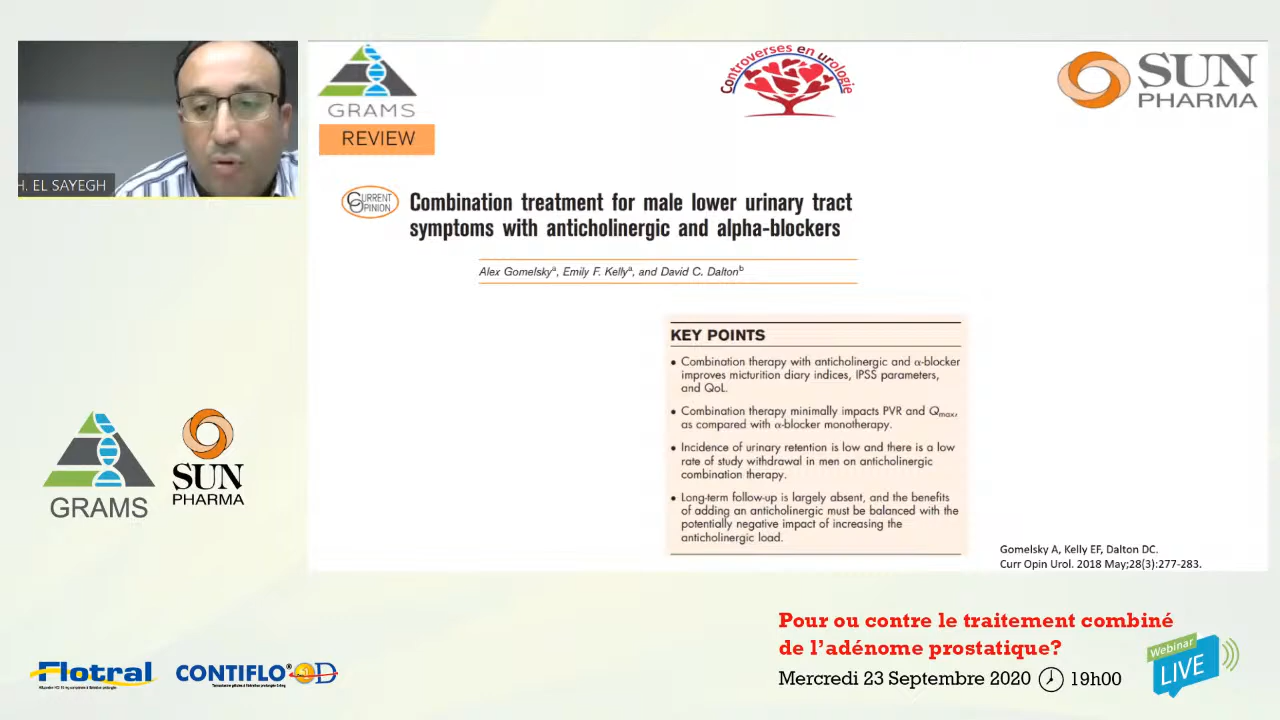 H. EL SAYEGH
GRAMS
REVIEW
Controverses en urologie
SUN
PHARMA
CURRENT
OPINION
Combination treatment for male lower urinary tract
symptoms with anticholinergic and alpha-blockers
Alex Gomelskyᵃ, Emily F. Kellyᵃ, and David C. Daltonᵇ
KEY POINTS
• Combination therapy with anticholinergic and α-blocker
improves micturition diary indices, IPSS parameters,
and QoL.
• Combination therapy minimally impacts PVR and Qmax,
as compared with α-blocker monotherapy.
• Incidence of urinary retention is low and there is a low
rate of study withdrawal in men on anticholinergic
combination therapy.
• Long-term follow-up is largely absent, and the benefits
of adding an anticholinergic must be balanced with the
potentially negative impact of increasing the
anticholinergic load.
Gomelsky A, Kelly EF, Dalton DC.
Curr Opin Urol. 2018 May;28(3):277-283.
GRAMS
SUN
PHARMA
Flotral
CONTIFLO® OD
Pour ou contre le traitement combiné
de l'adénome prostatique?
Mercredi 23 Septembre 2020 19h00
Webinar
LIVE